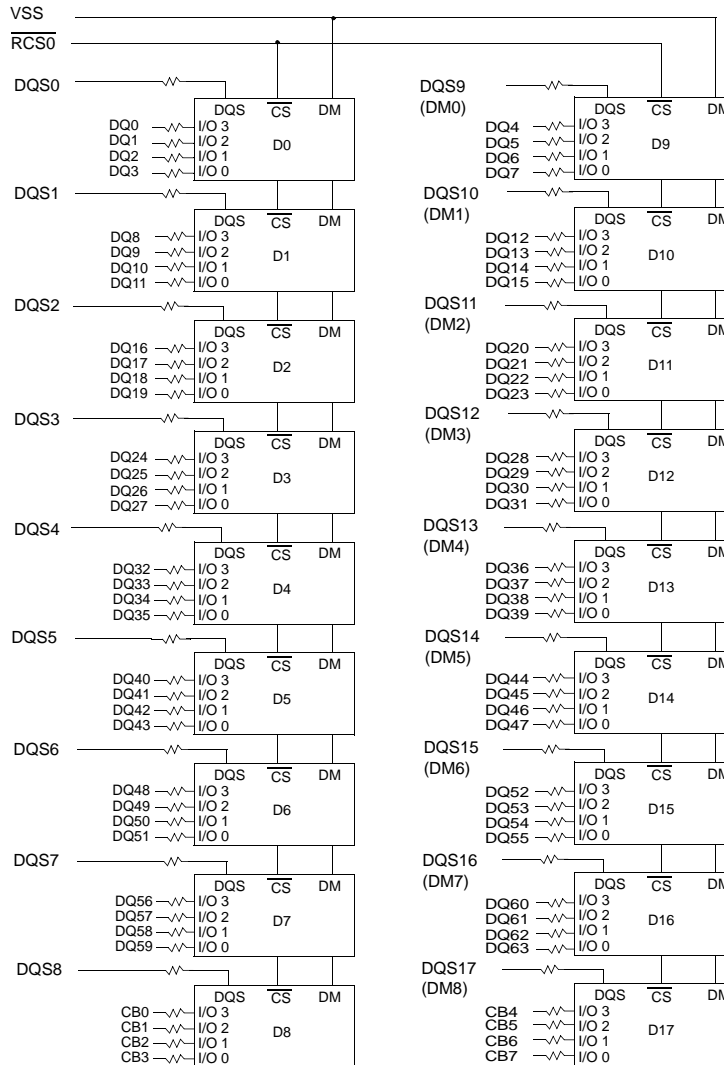 VSS
RCS0
DQS0
DQS CS DM
DQ0 I/O 3
DQ1 I/O 2
DQ2 I/O 1
DQ3 I/O 0
D0
DQS1
DQS CS DM
DQ8 I/O 3
DQ9 I/O 2
DQ10 I/O 1
DQ11 I/O 0
D1
DQS2
DQS CS DM
DQ16 I/O 3
DQ17 I/O 2
DQ18 I/O 1
DQ19 I/O 0
D2
DQS3
DQS CS DM
DQ24 I/O 3
DQ25 I/O 2
DQ26 I/O 1
DQ27 I/O 0
D3
DQS4
DQS CS DM
DQ32 I/O 3
DQ33 I/O 2
DQ34 I/O 1
DQ35 I/O 0
D4
DQS5
DQS CS DM
DQ40 I/O 3
DQ41 I/O 2
DQ42 I/O 1
DQ43 I/O 0
D5
DQS6
DQS CS DM
DQ48 I/O 3
DQ49 I/O 2
DQ50 I/O 1
DQ51 I/O 0
D6
DQS7
DQS CS DM
DQ56 I/O 3
DQ57 I/O 2
DQ58 I/O 1
DQ59 I/O 0
D7
DQS8
DQS CS DM
CB0 I/O 3
CB1 I/O 2
CB2 I/O 1
CB3 I/O 0
D8
DQS9
(DM0)
DQS CS DM
DQ4 I/O 3
DQ5 I/O 2
DQ6 I/O 1
DQ7 I/O 0
D9
DQS10
(DM1)
DQS CS DM
DQ12 I/O 3
DQ13 I/O 2
DQ14 I/O 1
DQ15 I/O 0
D10
DQS11
(DM2)
DQS CS DM
DQ20 I/O 3
DQ21 I/O 2
DQ22 I/O 1
DQ23 I/O 0
D11
DQS12
(DM3)
DQS CS DM
DQ28 I/O 3
DQ29 I/O 2
DQ30 I/O 1
DQ31 I/O 0
D12
DQS13
(DM4)
DQS CS DM
DQ36 I/O 3
DQ37 I/O 2
DQ38 I/O 1
DQ39 I/O 0
D13
DQS14
(DM5)
DQS CS DM
DQ44 I/O 3
DQ45 I/O 2
DQ46 I/O 1
DQ47 I/O 0
D14
DQS15
(DM6)
DQS CS DM
DQ52 I/O 3
DQ53 I/O 2
DQ54 I/O 1
DQ55 I/O 0
D15
DQS16
(DM7)
DQS CS DM
DQ60 I/O 3
DQ61 I/O 2
DQ62 I/O 1
DQ63 I/O 0
D16
DQS17
(DM8)
DQS CS DM
CB4 I/O 3
CB5 I/O 2
CB6 I/O 1
CB7 I/O 0
D17